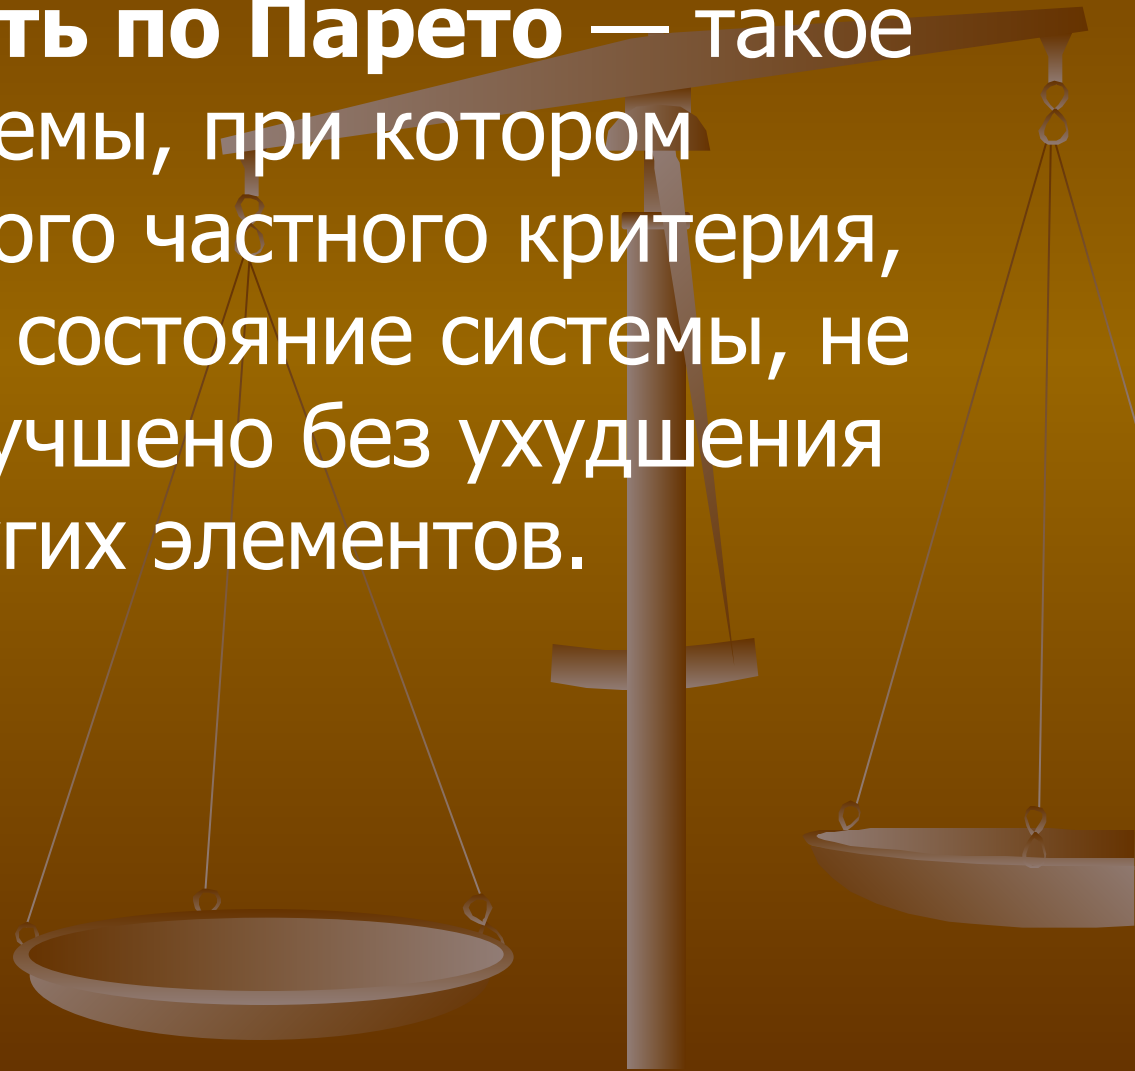 ть по Парето — такое
емы, при котором
ого частного критерия,
состояние системы, не
учшено без ухудшения
гих элементов.